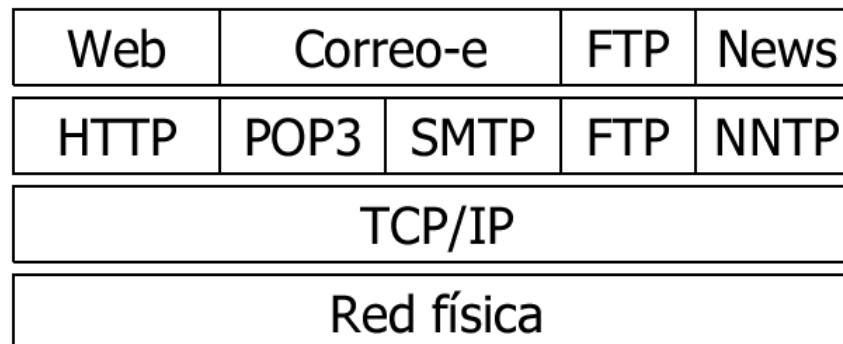 Web Correo-e FTP News
HTTP POP3 SMTP FTP NNTP
TCP/IP
Red física